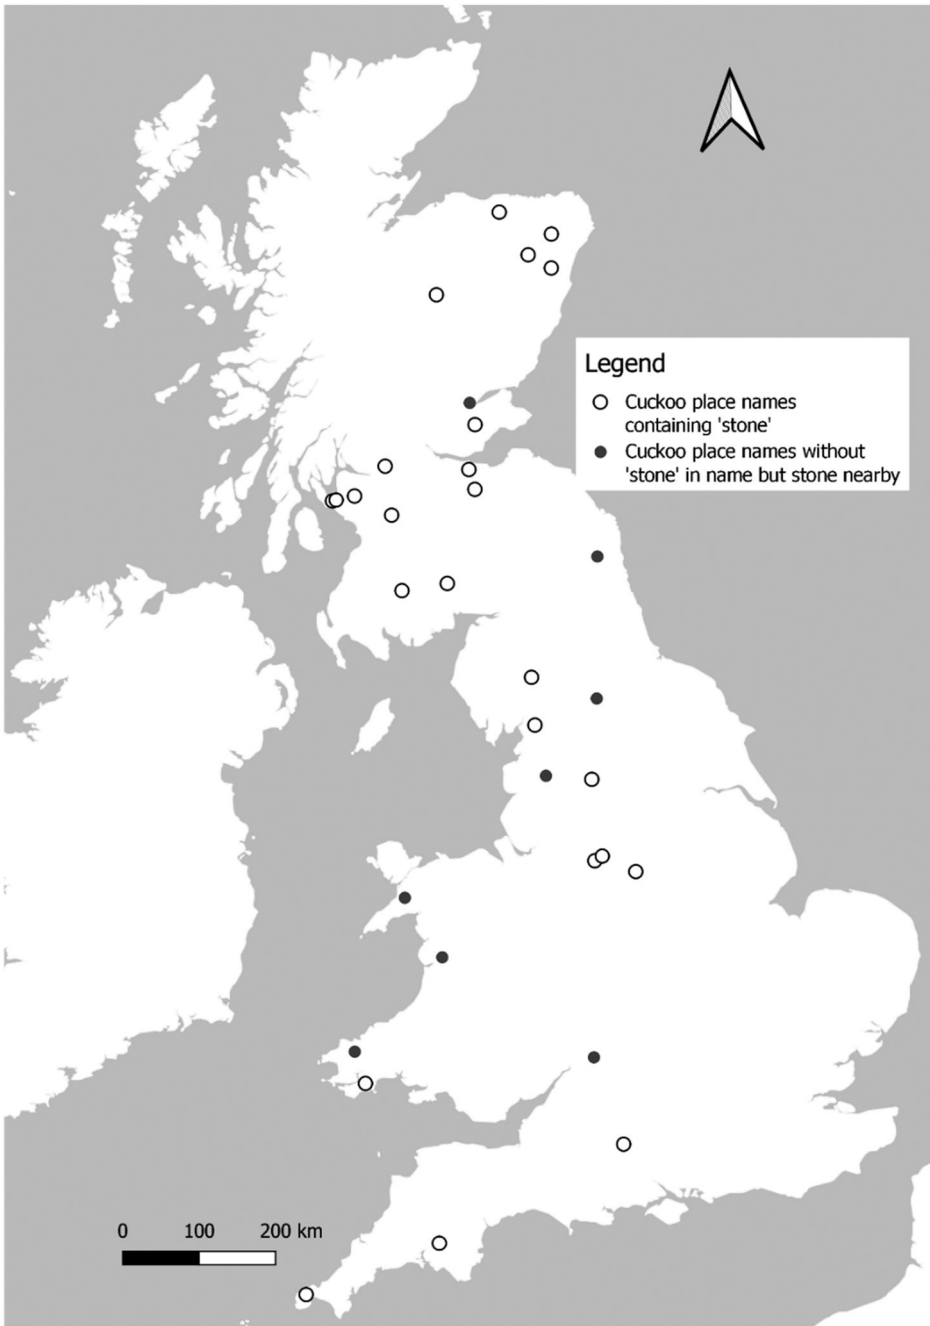 Legend
Cuckoo place names
containing 'stone'
Cuckoo place names without
'stone' in name but stone nearby
0 100 200 km